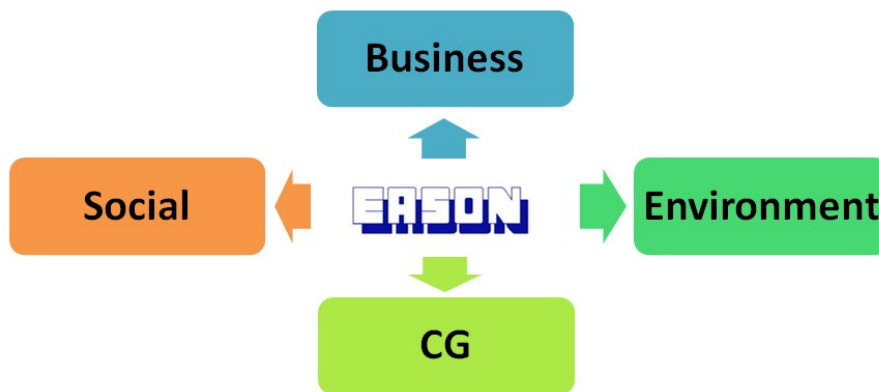 Business
Social
EASON
Environment
CG